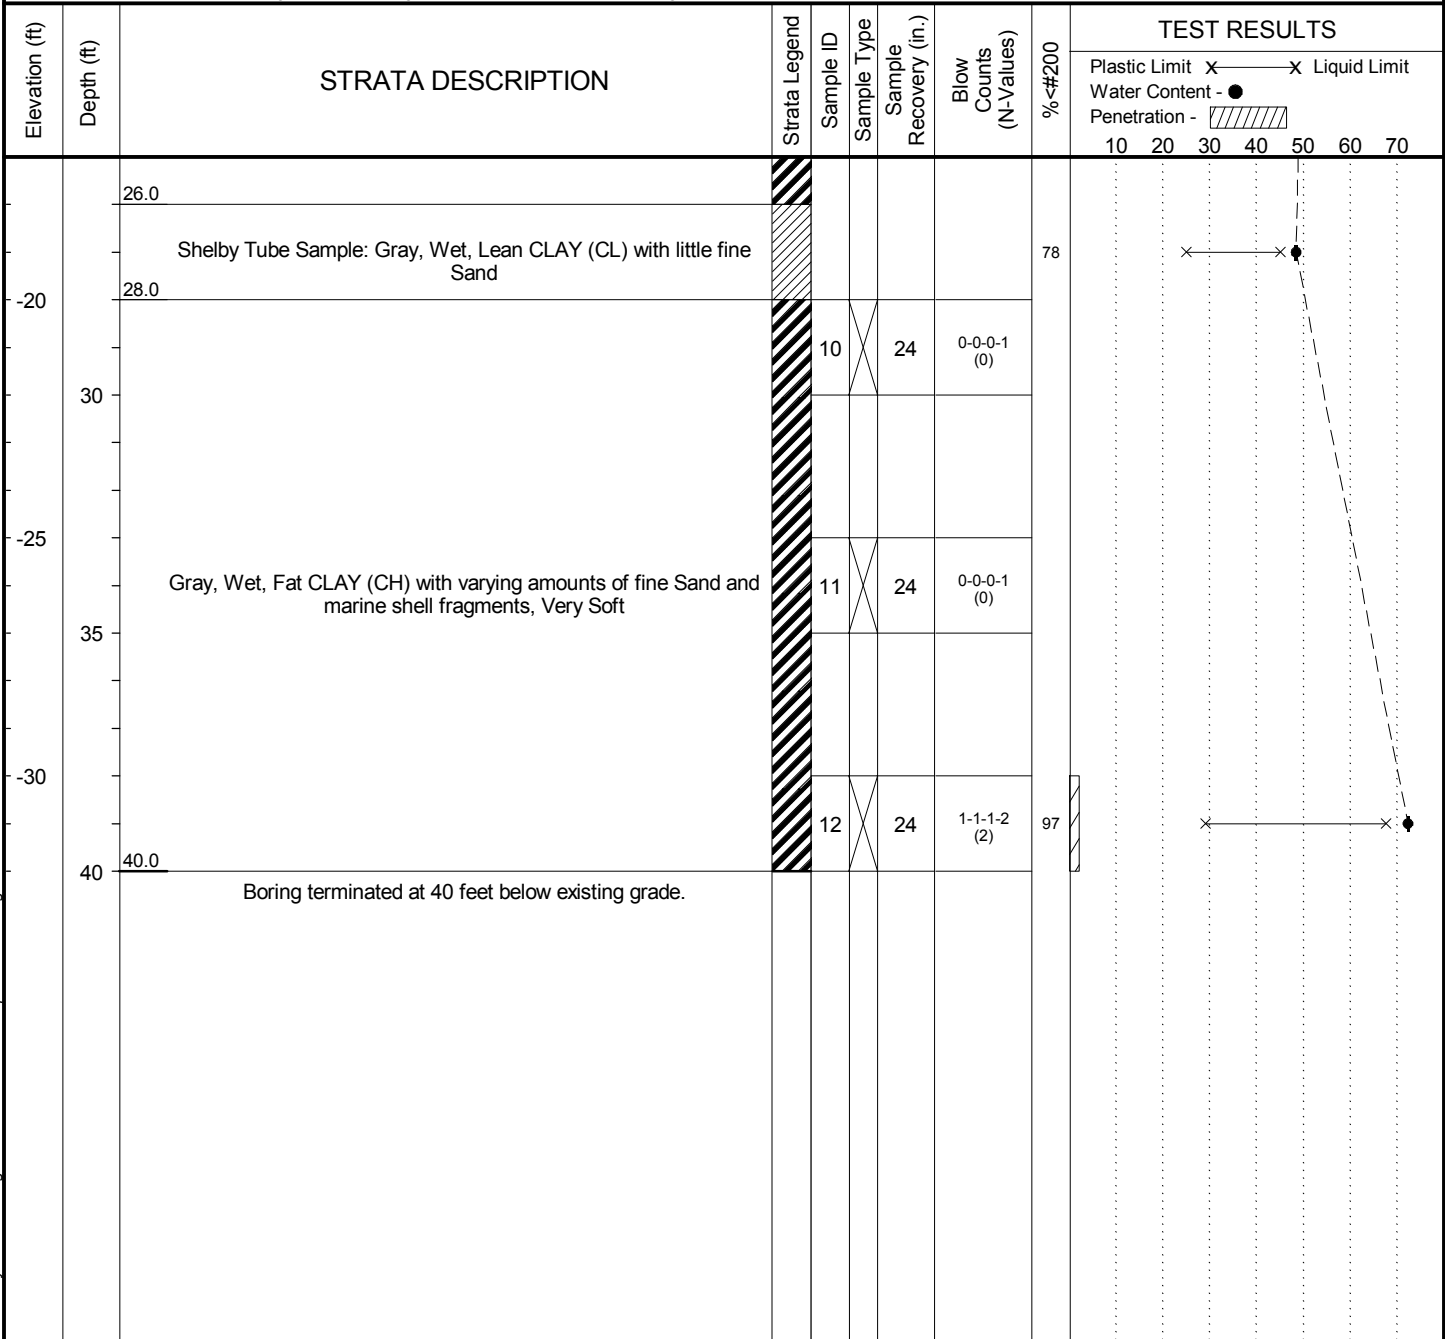 Elevation (ft)
Depth (ft)
STRATA DESCRIPTION
Strata Legend
Sample ID
Sample Type
Sample
Recovery (in.)
Blow
Counts
(N-Values)
%<#200
TEST RESULTS
Plastic Limit X X Liquid Limit
Water Content -
Penetration -
10 20 30 40 50 60 70
26.0
Shelby Tube Sample: Gray, Wet, Lean CLAY (CL) with little fine
Sand
78
-20
28.0
10 24 0-0-0-1
(0)
30
-25
Gray, Wet, Fat CLAY (CH) with varying amounts of fine Sand and
marine shell fragments, Very Soft
11 24 0-0-0-1
(0)
35
-30
12 24 1-1-1-2
(2)
97
40
40.0
Boring terminated at 40 feet below existing grade.